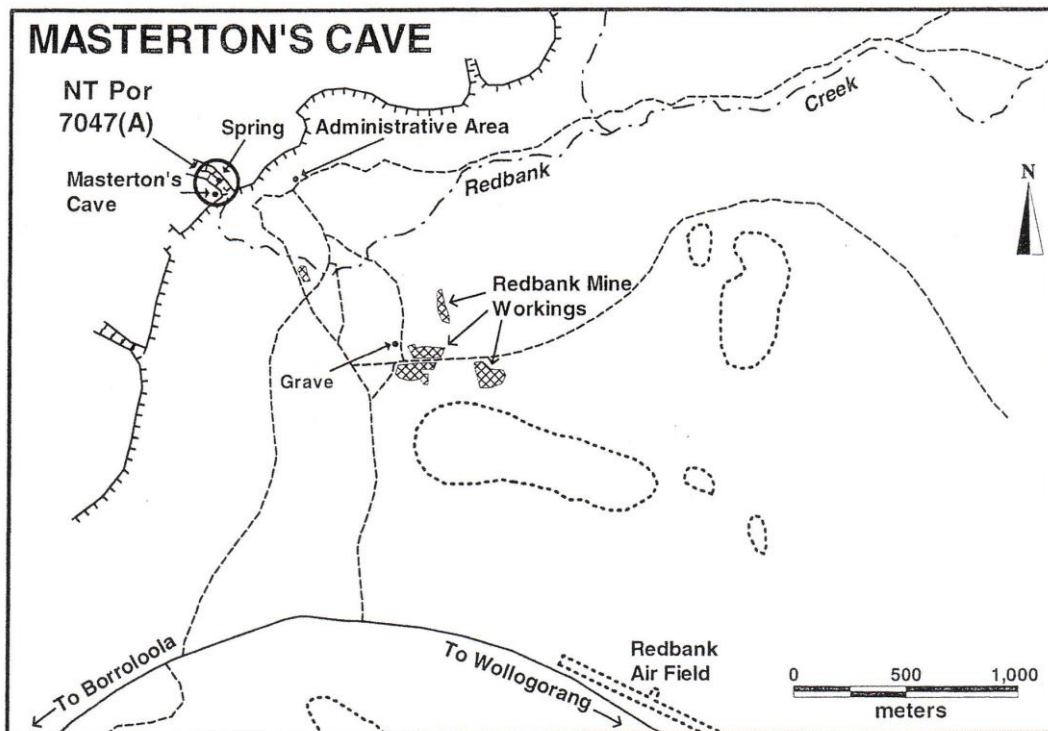 MASTERTON'S CAVE
NT Por
7047(A)
Spring
Administrative Area
Masterton's
Cave
Redbank
Creek
N
Redbank Mine
Workings
Grave
To Borroloola
To Wollogorang
Redbank
Air Field
0 500 1,000
meters